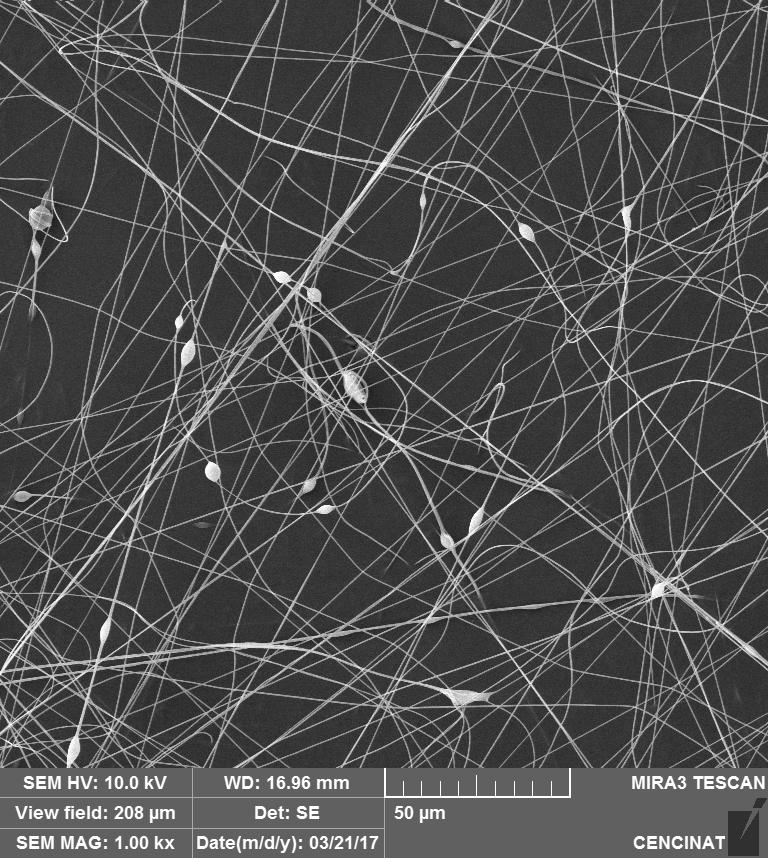 SEM HV: 10.0 kV WD: 16.96 mm MIRA3 TESCAN
View field: 208 µm Det: SE 50 µm
SEM MAG: 1.00 kx Date(m/d/y): 03/21/17 CENCINAT